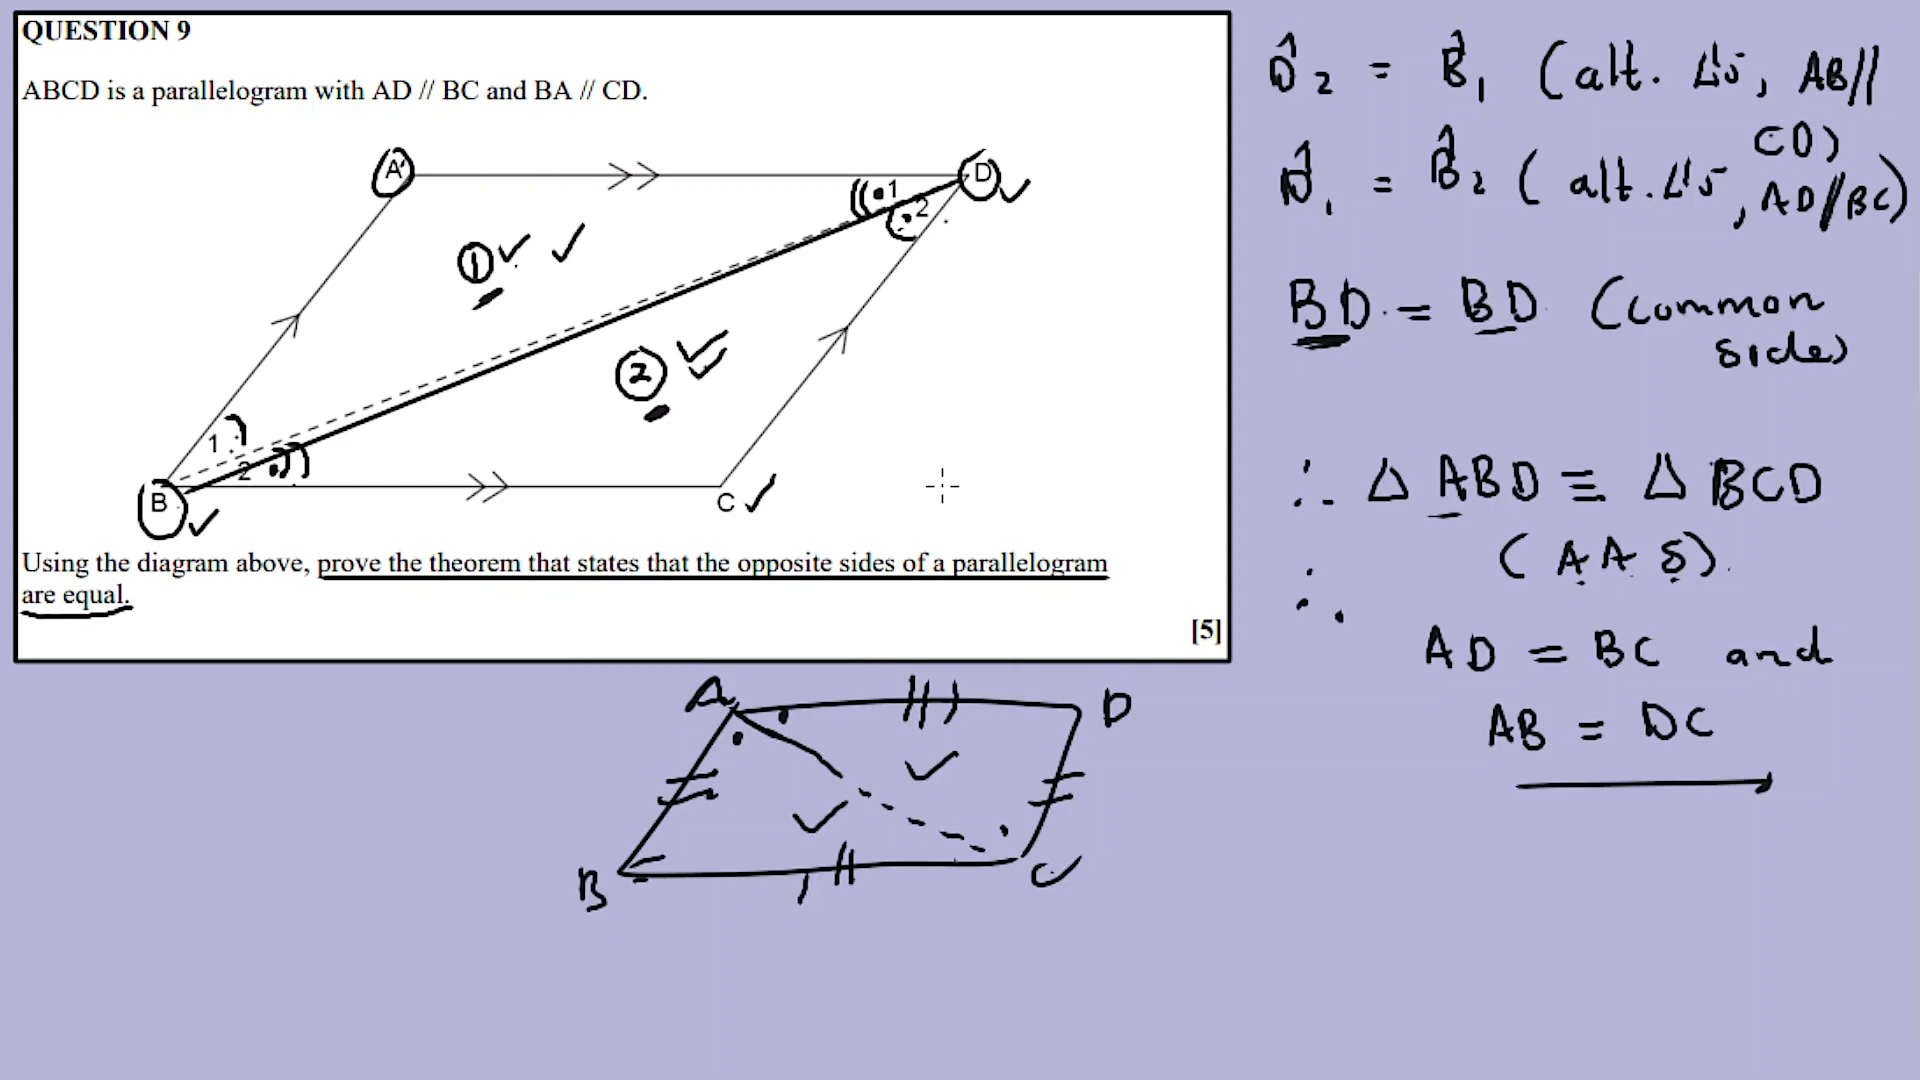 QUESTION 9
ABCD is a parallelogram with AD // BC and BA // CD.
A
D
1
2
1
2
1
2
B
C
Using the diagram above, prove the theorem that states that the opposite sides of a parallelogram
are equal.
[5]
D̂2 = B̂1 (alt. ∠'s, AB//
CD)
D̂1 = B̂2 (alt. ∠'s
, AD//BC)
BD = BD (common
side)
∴ △ ABD ≡ △ BCD
(AAS).
∴
AD = BC and
AB = DC
A
D
B
C